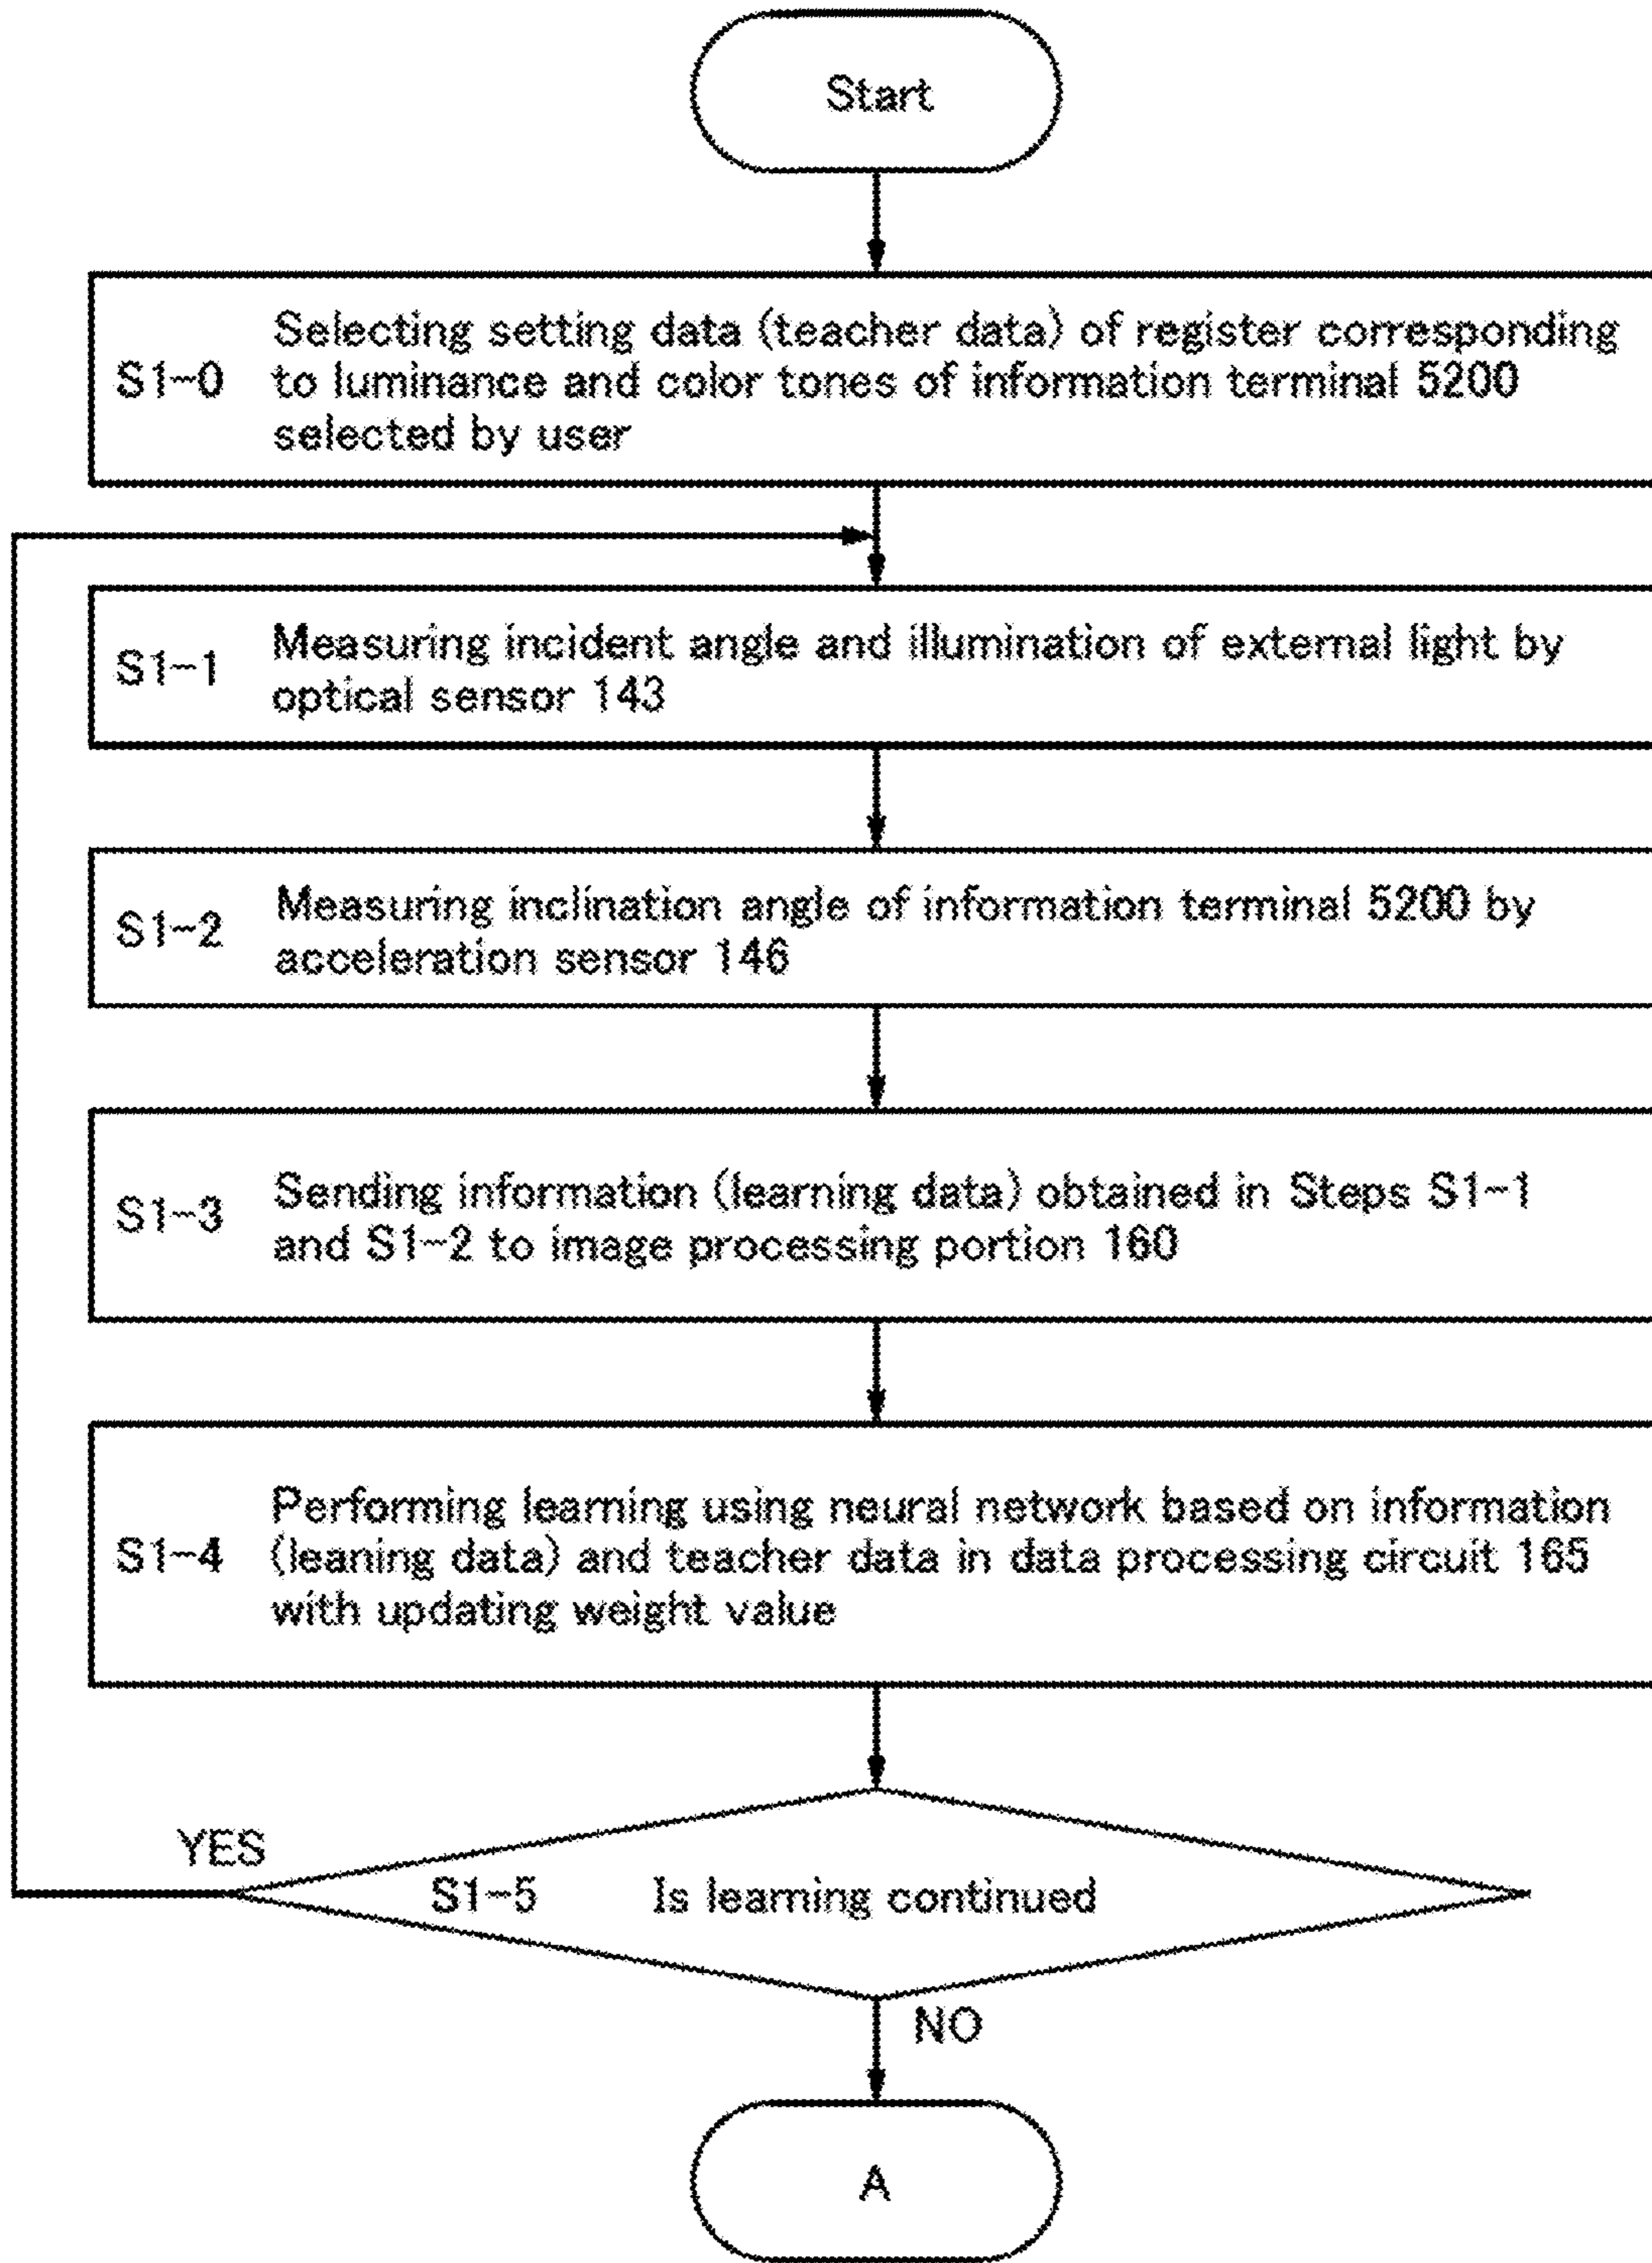 Start
S1-0
Selecting setting data (teacher data) of register corresponding
to luminance and color tones of information terminal 5200
selected by user
S1-1
Measuring incident angle and illumination of external light by
optical sensor 143
S1-2
Measuring inclination angle of information terminal 5200 by
acceleration sensor 146
S1-3
Sending information (learning data) obtained in Steps S1-1
and S1-2 to image processing portion 160
S1-4
Performing learning using neural network based on information
(leaning data) and teacher data in data processing circuit 165
with updating weight value
YES
S1-5 Is learning continued
NO
A